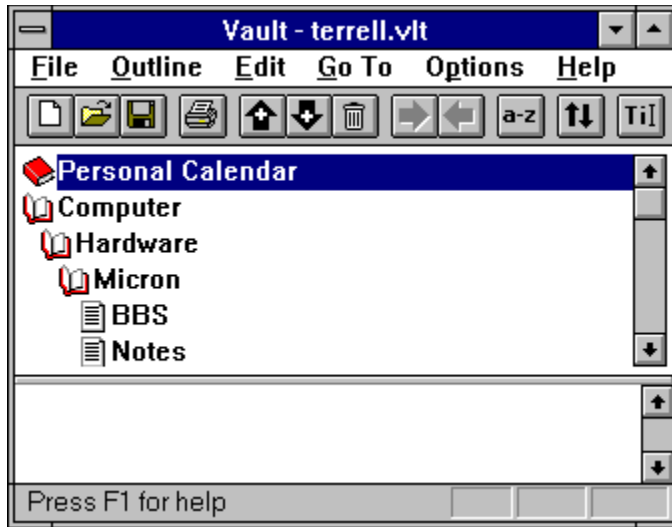 Vault - terrell.vlt
File Outline Edit Go To Options Help
a-z TiI
Personal Calendar
Computer
Hardware
Micron
BBS
Notes
Press F1 for help